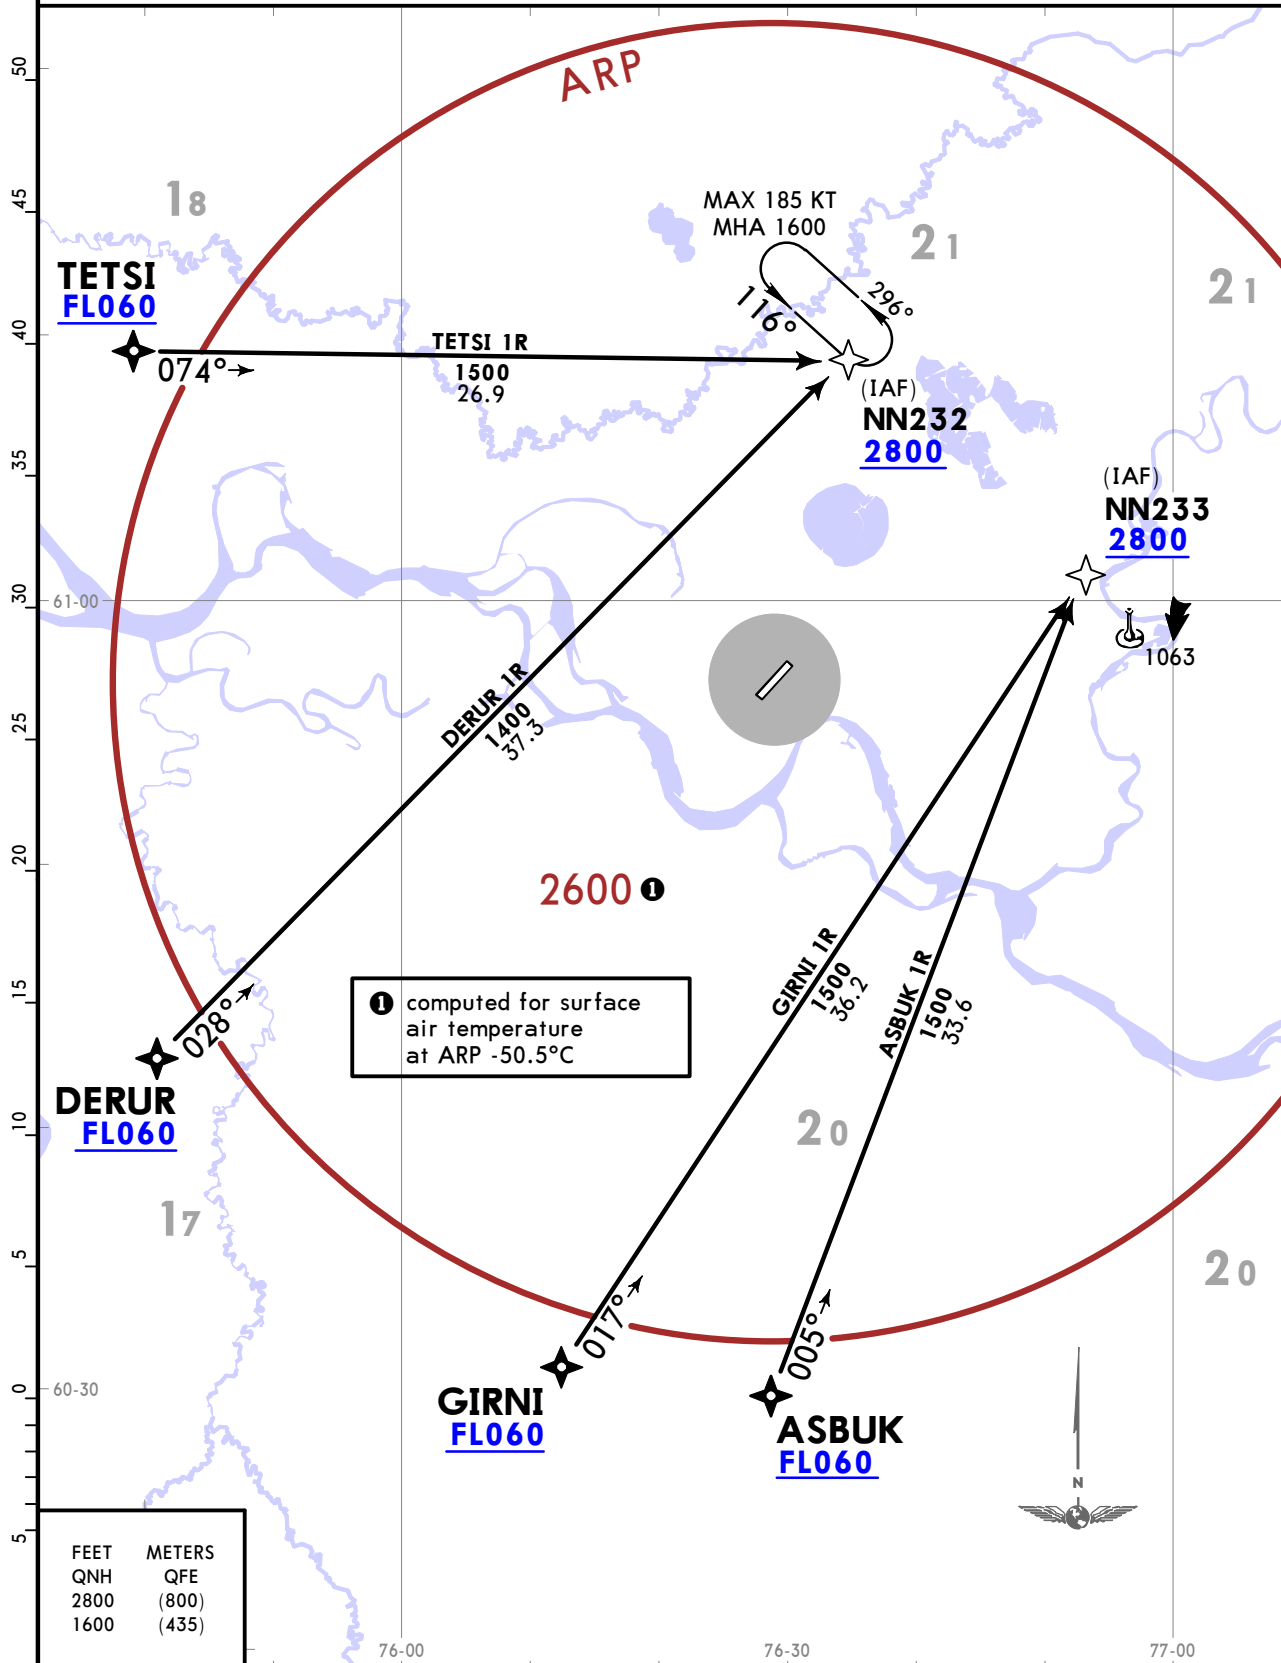 50
45
40
35
30
25
20
15
10
5
0
5
ARP
18
MAX 185 KT
MHA 1600
21
21
TETSI
FL060
116°
296°
074°
TETSI 1R
1500
26.9
(IAF)
NN232
2800
(IAF)
NN233
2800
61-00
1063
DERUR 1R
1400
37.3
2600 1
GIRNI 1R
1500
36.2
ASBUK 1R
1500
33.6
1 computed for surface
air temperature
at ARP -50.5°C
028°
DERUR
FL060
20
17
20
017°
005°
60-30
GIRNI
FL060
ASBUK
FL060
N
FEET METERS
QNH QFE
2800 (800)
1600 (435)
76-00
76-30
77-00